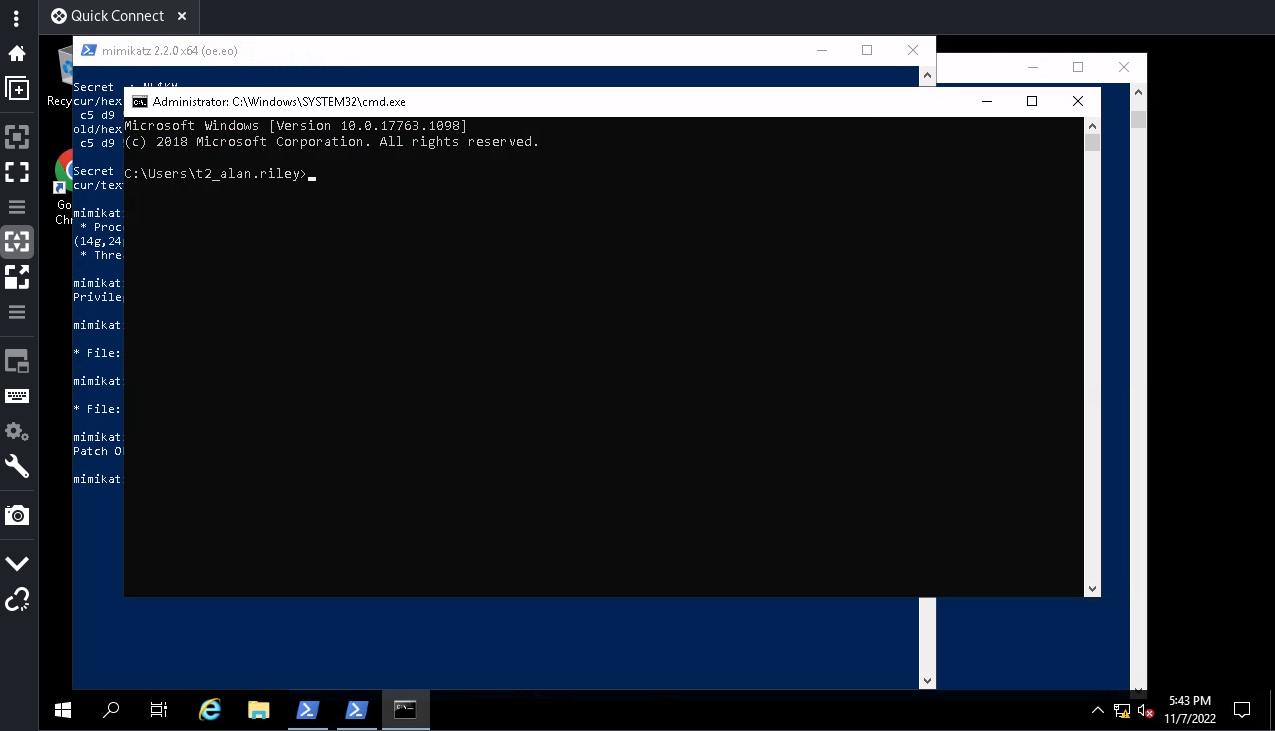 Quick Connect
mimikatz 2.2.0 x64 (oe.eo)
Secret
cur/hex
c5 d9
old/hex
c5 d9
Secret
cur/text
mimikatz
* Proc
(14g,24
* Thre
mimikat
Privile
mimikat
* File:
mimikat
* File:
mimikat
Patch O
mimikat
Recyc
Go
Chr
Administrator: C:\Windows\SYSTEM32\cmd.exe
Microsoft Windows [Version 10.0.17763.1098]
(c) 2018 Microsoft Corporation. All rights reserved.
C:\Users\t2_alan.riley>
5:43 PM
11/7/2022